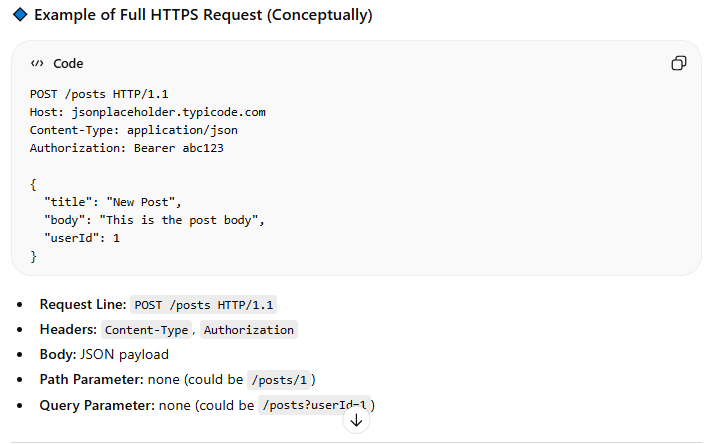 Example of Full HTTPS Request (Conceptually)
Code
POST /posts HTTP/1.1
Host: jsonplaceholder.typicode.com
Content-Type: application/json
Authorization: Bearer abc123
{
"title": "New Post",
"body": "This is the post body",
"userId": 1
}
Request Line: POST /posts HTTP/1.1
Headers: Content-Type, Authorization
Body: JSON payload
Path Parameter: none (could be /posts/1)
Query Parameter: none (could be /posts?userId=1)